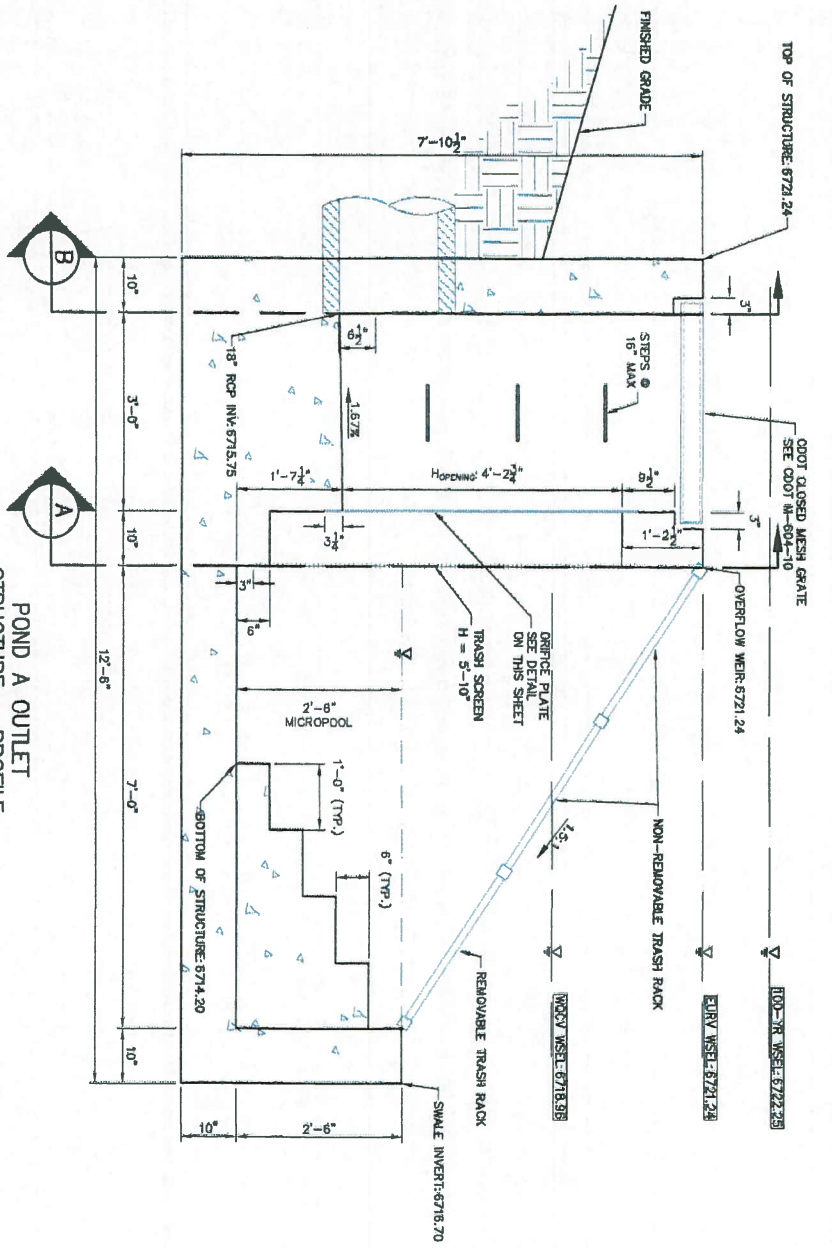 TOP OF STRUCTURE: 6721.24
FINISHED GRADE
7'-10½"
3"
CDOT CLOSED MESH GRATE
SEE CDOT M-604-10
OVERFLOW WEIR: 6721.24
100-YR WSEL: 6722.25
EURV WSEL: 6721.24
WQCV WSEL: 6718.96
NON-REMOVABLE TRASH RACK
REMOVABLE TRASH RACK
1.5:1
STEPS @
16" MAX
3"
9½"
1'-2½"
HOPENING: 4'-2¾"
6½"
1.67%
18" RCP INV: 6715.75
1'-7¼"
3¼"
3"
6"
ORIFICE PLATE
SEE DETAIL
ON THIS SHEET
TRASH SCREEN
H = 5'-10"
2'-6"
MICROPOOL
1'-0" (TYP.)
6" (TYP.)
BOTTOM OF STRUCTURE: 6714.20
SWALE INVERT: 6716.70
2'-6"
10"
B
A
10"
3'-0"
10"
7'-0"
10"
12'-6"
POND A OUTLET